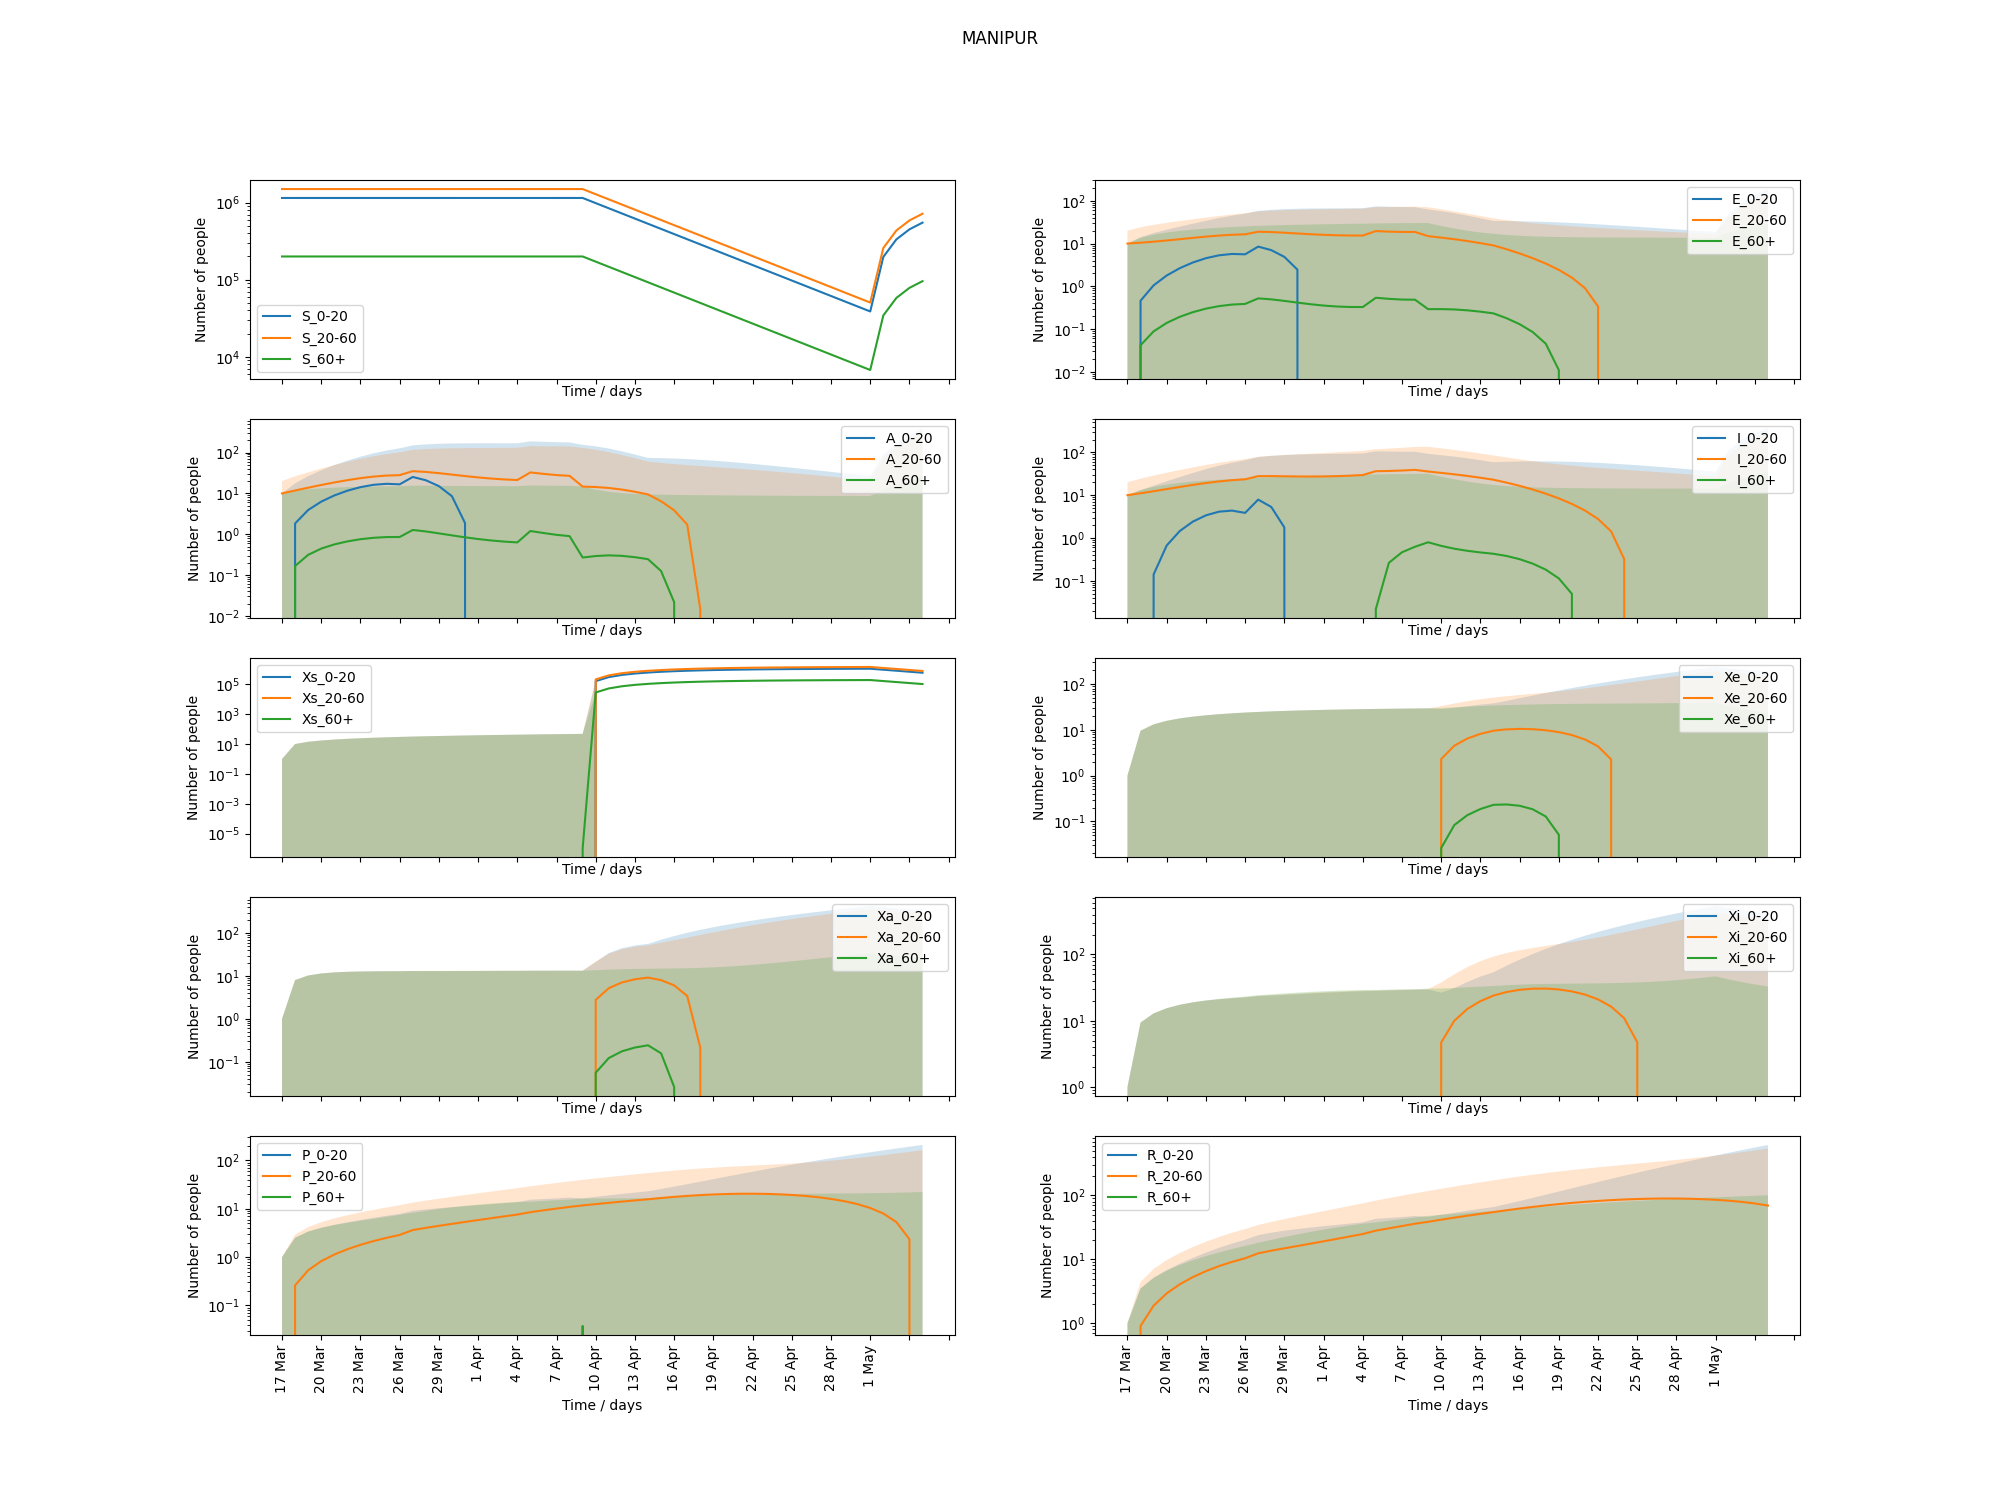 MANIPUR
Number of people
10^6
10^5
10^4
S_0-20
S_20-60
S_60+
Time / days
Number of people
10^2
10^1
10^0
10^-1
10^-2
E_0-20
E_20-60
E_60+
Time / days
Number of people
10^2
10^1
10^0
10^-1
10^-2
A_0-20
A_20-60
A_60+
Time / days
Number of people
10^2
10^1
10^0
10^-1
I_0-20
I_20-60
I_60+
Time / days
Number of people
10^5
10^3
10^1
10^-1
10^-3
10^-5
Xs_0-20
Xs_20-60
Xs_60+
Time / days
Number of people
10^2
10^1
10^0
10^-1
Xe_0-20
Xe_20-60
Xe_60+
Time / days
Number of people
10^2
10^1
10^0
10^-1
Xa_0-20
Xa_20-60
Xa_60+
Time / days
Number of people
10^2
10^1
10^0
Xi_0-20
Xi_20-60
Xi_60+
Time / days
Number of people
10^2
10^1
10^0
10^-1
P_0-20
P_20-60
P_60+
17 Mar
20 Mar
23 Mar
26 Mar
29 Mar
1 Apr
4 Apr
7 Apr
10 Apr
13 Apr
16 Apr
19 Apr
22 Apr
25 Apr
28 Apr
1 May
Time / days
Number of people
10^2
10^1
10^0
R_0-20
R_20-60
R_60+
17 Mar
20 Mar
23 Mar
26 Mar
29 Mar
1 Apr
4 Apr
7 Apr
10 Apr
13 Apr
16 Apr
19 Apr
22 Apr
25 Apr
28 Apr
1 May
Time / days